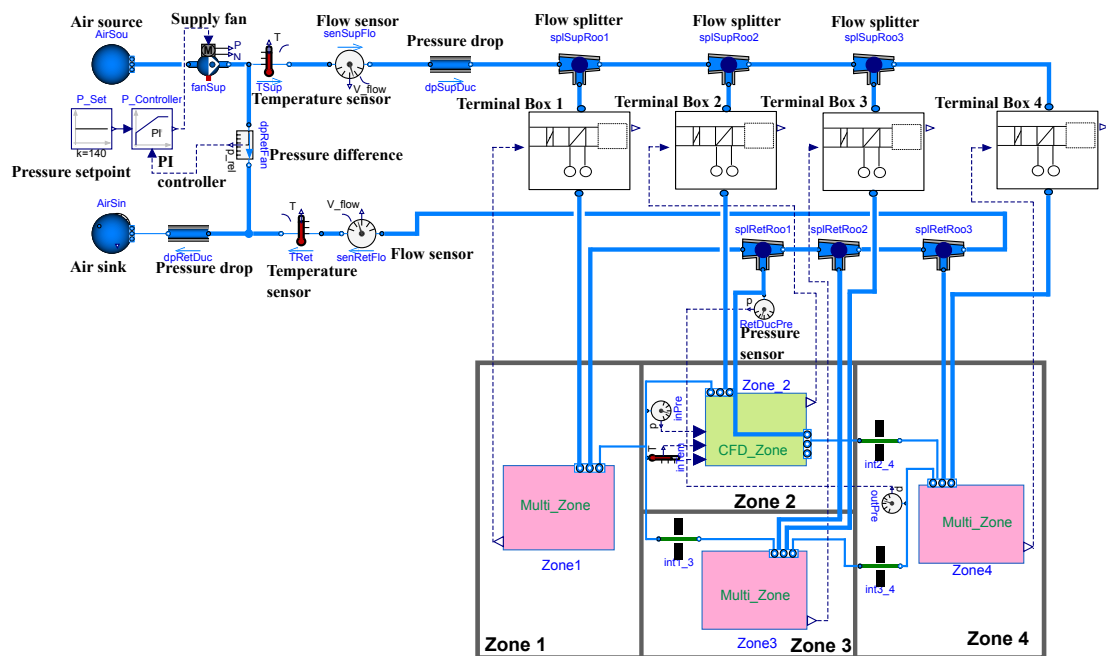 Air source
Supply fan
Flow sensor
Flow splitter
Flow splitter
Flow splitter
AirSou
T
senSupFlo
Pressure drop
splSupRoo1
splSupRoo2
splSupRoo3
M
P
N
fanSup
TSup
V_flow
dpSupDuc
Temperature sensor
P_Set
P_Controller
Terminal Box 1
Terminal Box 2
Terminal Box 3
Terminal Box 4
PI
k=140
dpRetFan
p_rel
Pressure difference
Pressure setpoint
PI
controller
AirSin
T
V_flow
splRetRoo1
splRetRoo2
splRetRoo3
Air sink
dpRetDuc
Pressure drop
TRet
senRetFlo
Flow sensor
Temperature
sensor
p
RetDucPre
Pressure
sensor
Zone_2
inPre
p
CFD_Zone
T
inTem
int2_4
Zone 2
p
outPre
Multi_Zone
Multi_Zone
Zone1
int1_3
Multi_Zone
int3_4
Zone4
Zone3
Zone 1
Zone 3
Zone 4